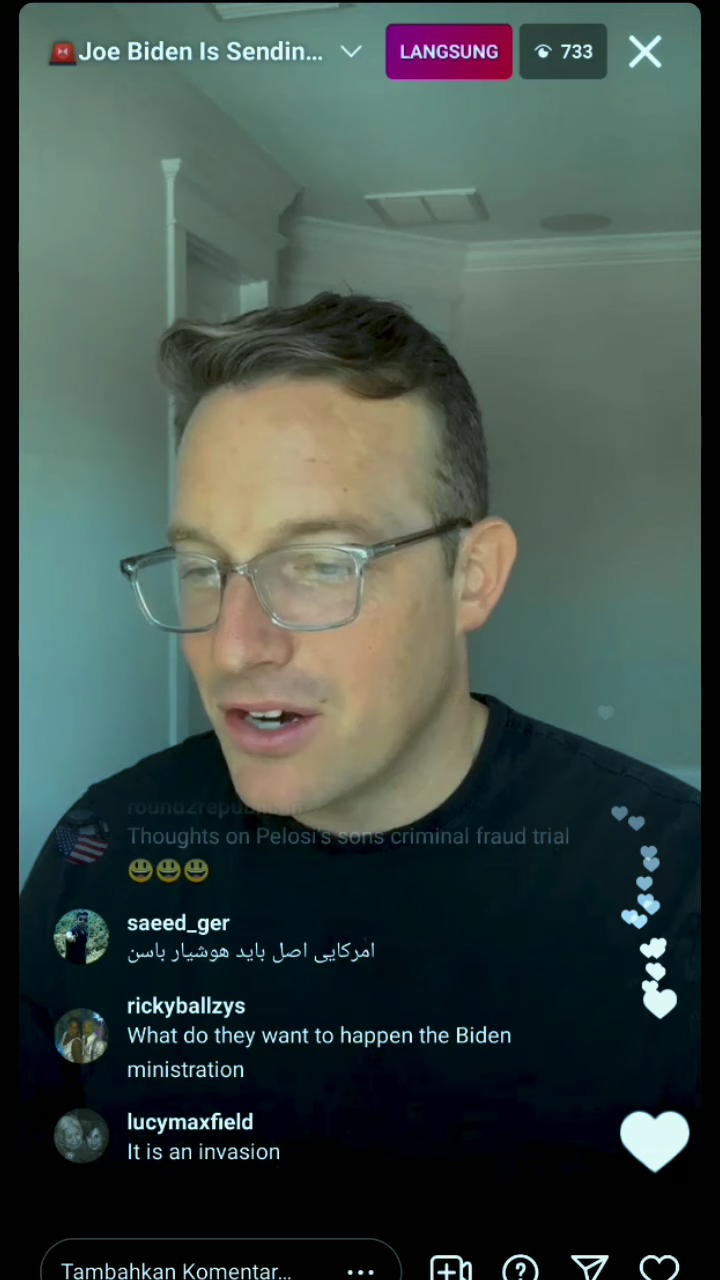 🚨Joe Biden Is Sendin...
LANGSUNG
733
round2republican
Thoughts on Pelosi's sons criminal fraud trial
😃😃😃
saeed_ger
امرکایی اصل باید هوشیار باسن
rickyballzys
What do they want to happen the Biden
ministration
lucymaxfield
It is an invasion
Tambahkan Komentar...